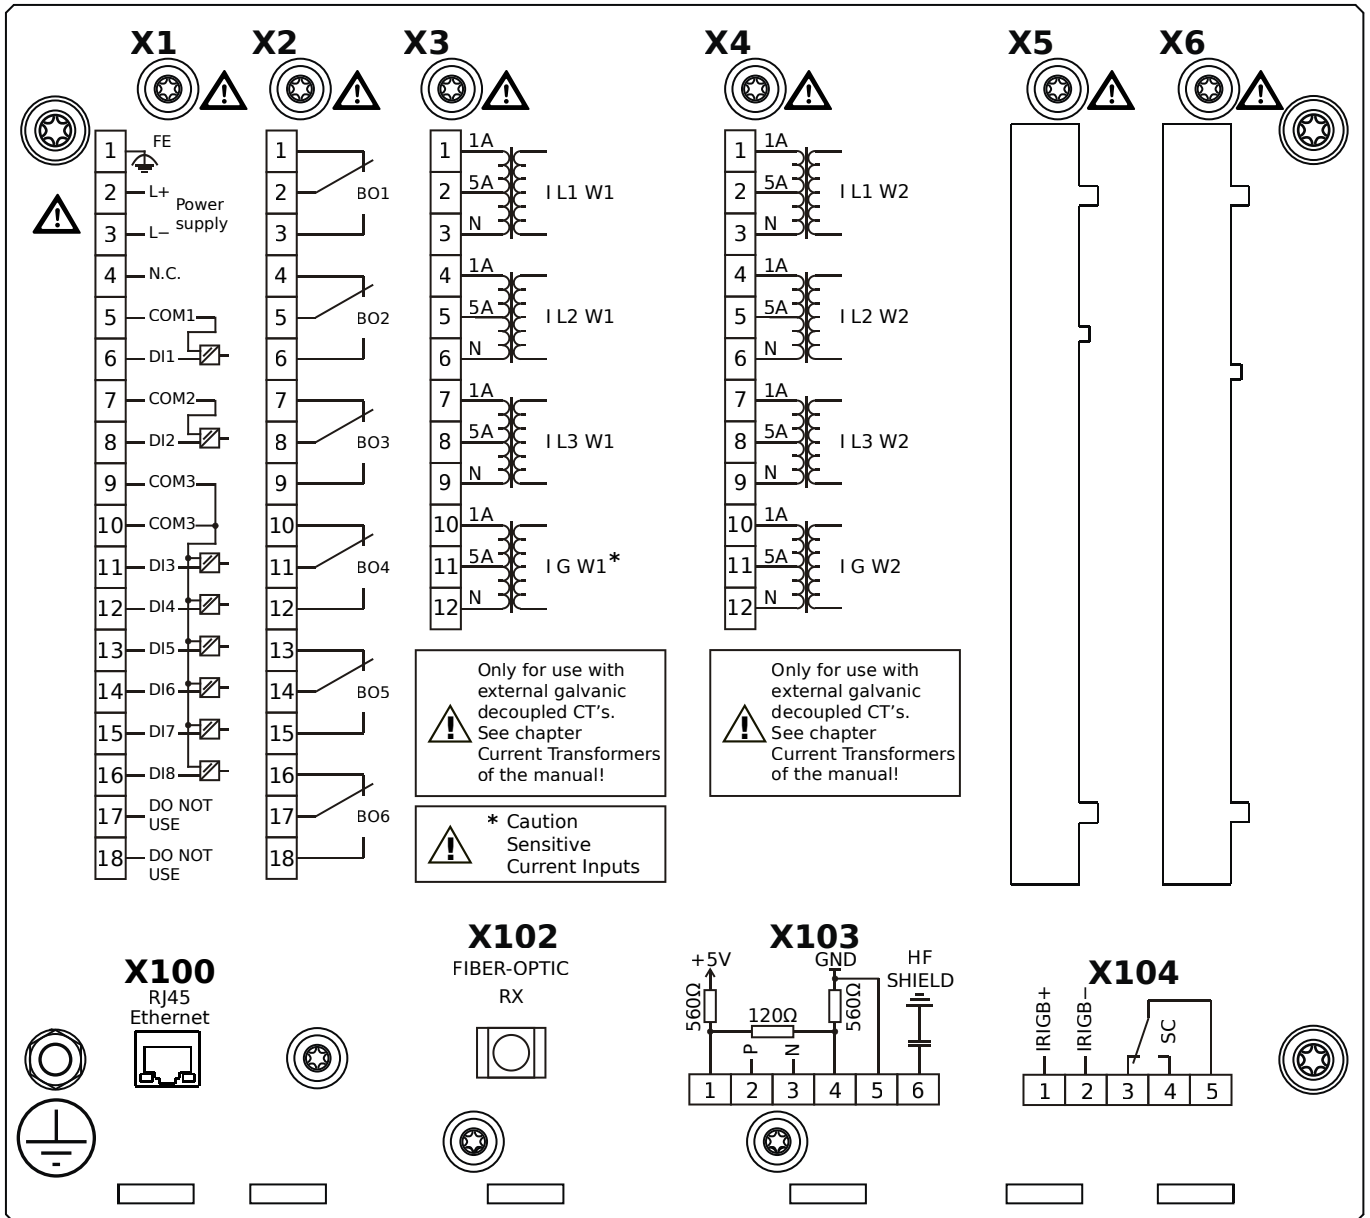 X1
X2
X3
X4
X5
X6
1 FE
2 L+
Power
supply
3 L−
4 N.C.
5 COM1
6 DI1
7 COM2
8 DI2
9 COM3
10 COM3
11 DI3
12 DI4
13 DI5
14 DI6
15 DI7
16 DI8
17 DO NOT
USE
18 DO NOT
USE
1
2 BO1
3
4
5 BO2
6
7
8 BO3
9
10
11 BO4
12
13
14 BO5
15
16
17 BO6
18
1 1A
2 5A I L1 W1
3 N
4 1A
5 5A I L2 W1
6 N
7 1A
8 5A I L3 W1
9 N
10 1A
11 5A I G W1*
12 N
Only for use with
external galvanic
decoupled CT's.
See chapter
Current Transformers
of the manual!
* Caution
Sensitive
Current Inputs
1 1A
2 5A I L1 W2
3 N
4 1A
5 5A I L2 W2
6 N
7 1A
8 5A I L3 W2
9 N
10 1A
11 5A I G W2
12 N
Only for use with
external galvanic
decoupled CT's.
See chapter
Current Transformers
of the manual!
X100
RJ45
Ethernet
X102
FIBER-OPTIC
RX
X103
+5V
GND
HF
SHIELD
560Ω
120Ω
560Ω
P
N
1 2 3 4 5 6
X104
IRIGB+
IRIGB−
SC
1 2 3 4 5